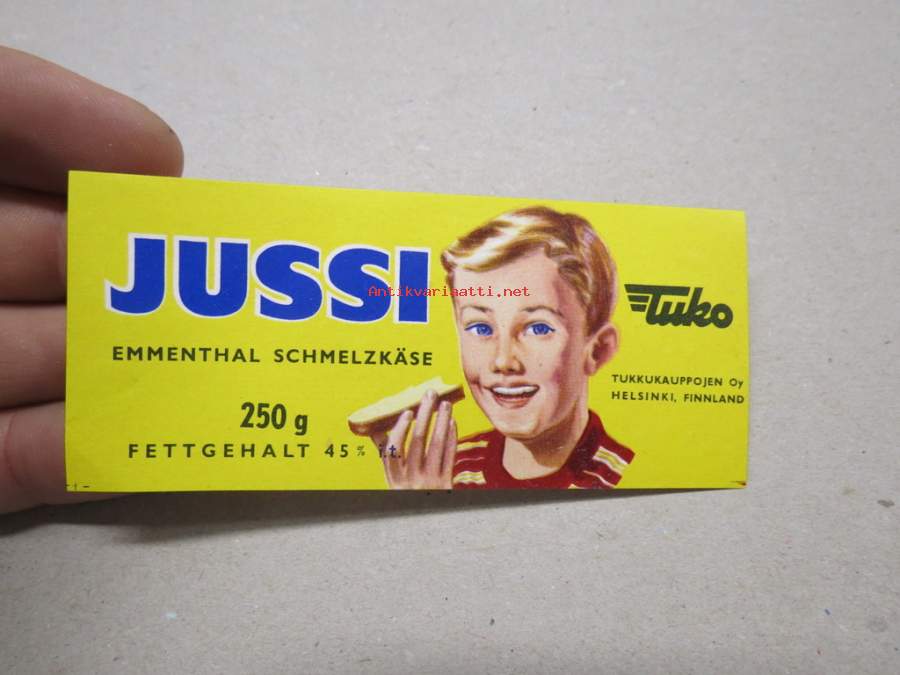 JUSSI
Antikvariaatti.net
EMMENTHAL SCHMELZKÄSE
250 g
FETTGEHALT 45 % i.t.
Tuko
TUKKUKAUPPOJEN Oy
HELSINKI, FINNLAND